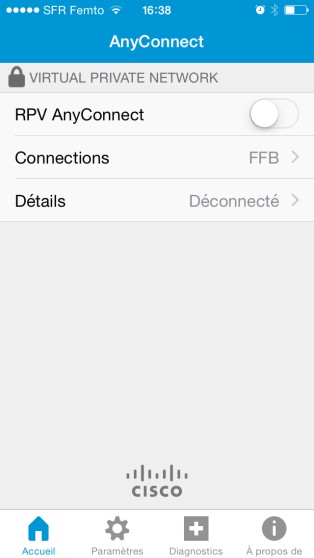 SFR Femto 16:38
AnyConnect
VIRTUAL PRIVATE NETWORK
RPV AnyConnect
Connections FFB
Détails Déconnecté
CISCO
Accueil Paramètres Diagnostics À propos de